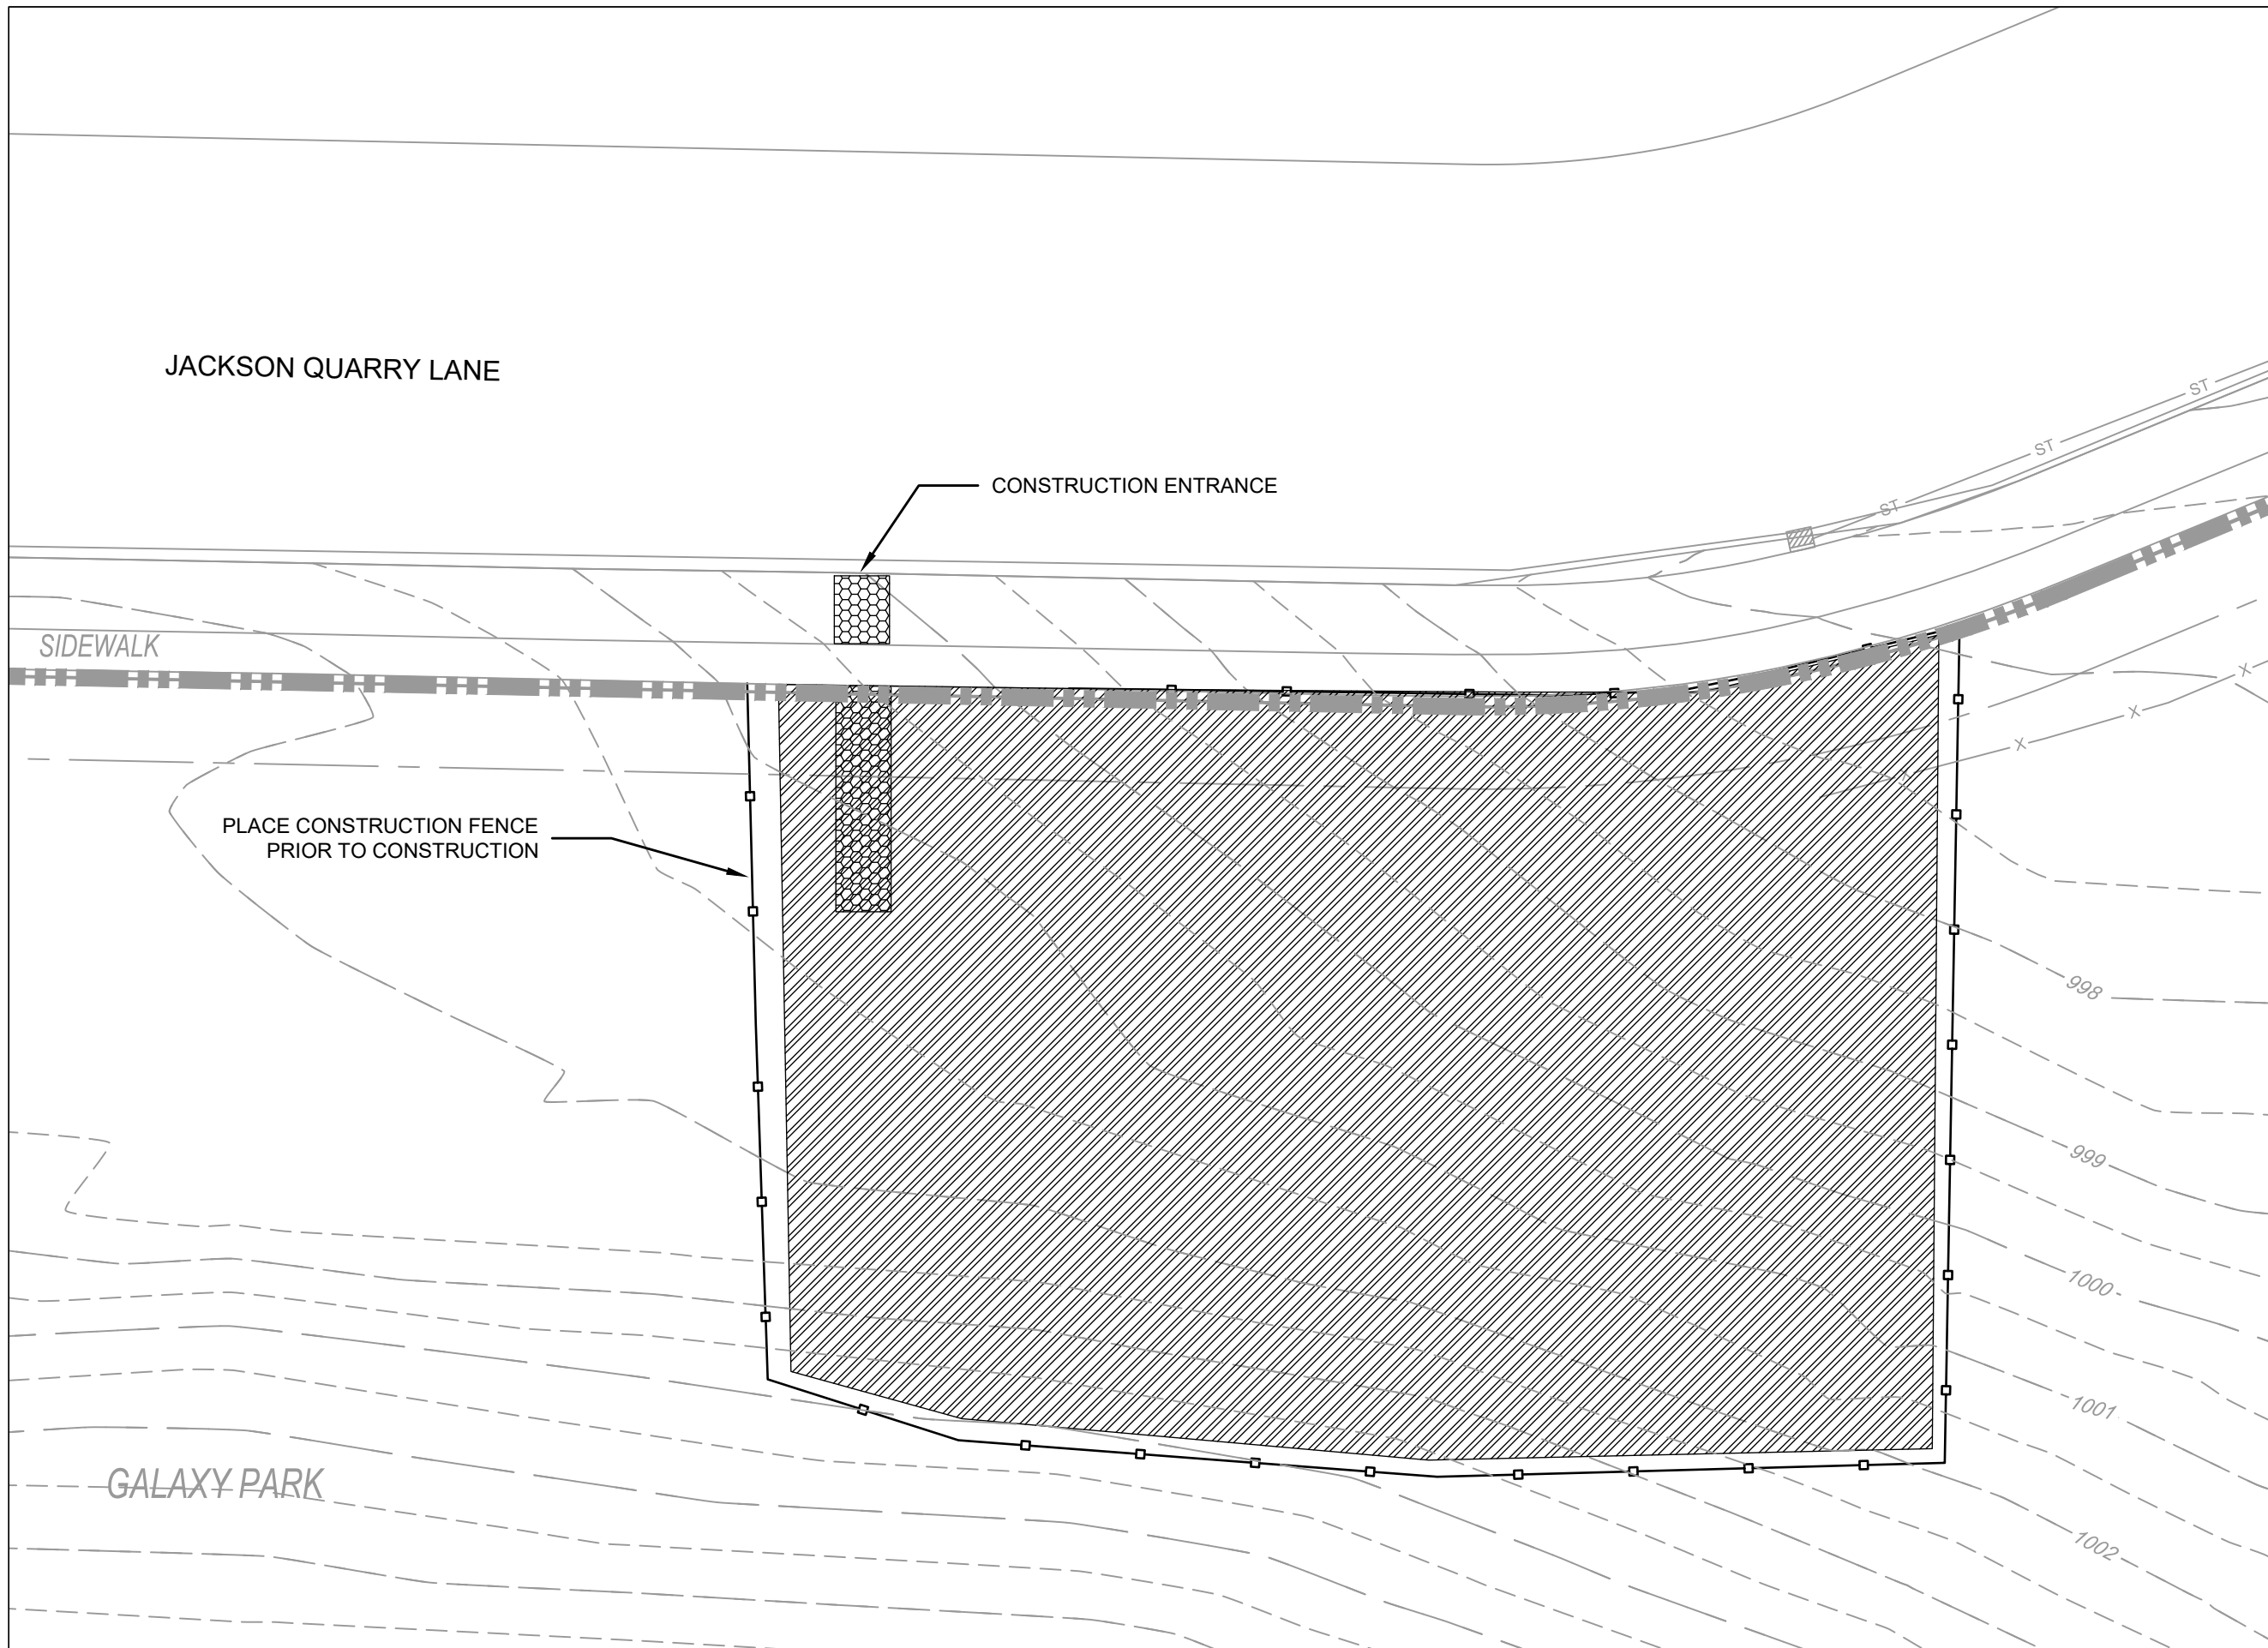 JACKSON QUARRY LANE
ST
ST
CONSTRUCTION ENTRANCE
ST
SIDEWALK
X
X
X
X
PLACE CONSTRUCTION FENCE
PRIOR TO CONSTRUCTION
998
999
1000
1001
GALAXY PARK
1002